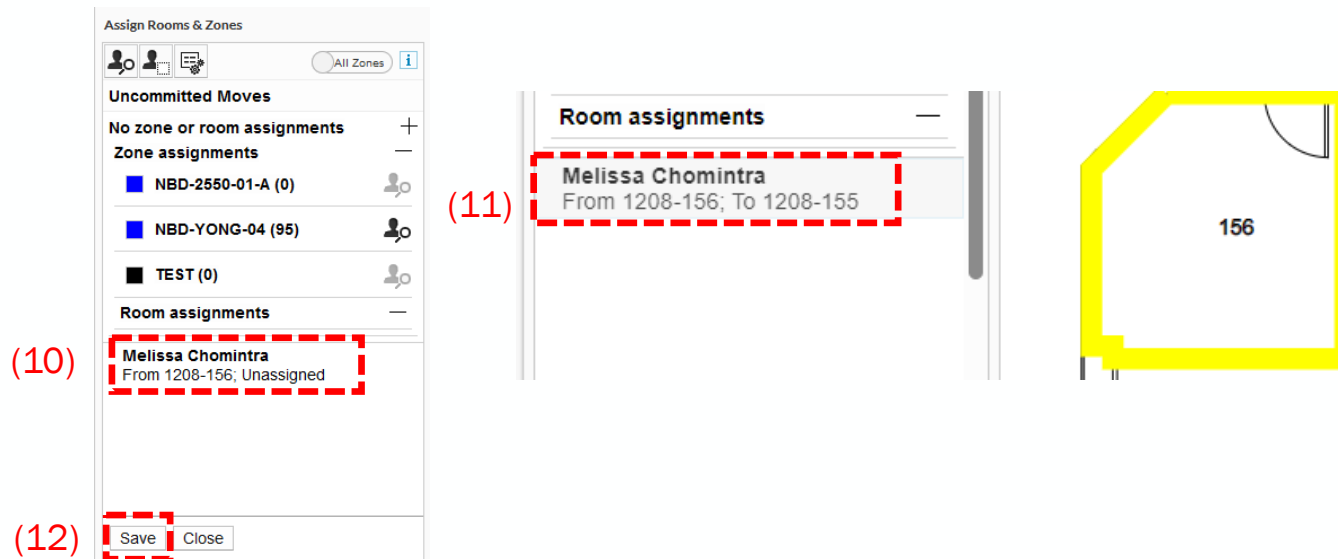 Assign Rooms & Zones
All Zones i
Uncommitted Moves
No zone or room assignments
Zone assignments
NBD-2550-01-A (0)
NBD-YONG-04 (95)
TEST (0)
Room assignments
(10)
Melissa Chomintra
From 1208-156; Unassigned
(12)
Save Close
Room assignments
(11)
Melissa Chomintra
From 1208-156; To 1208-155
156